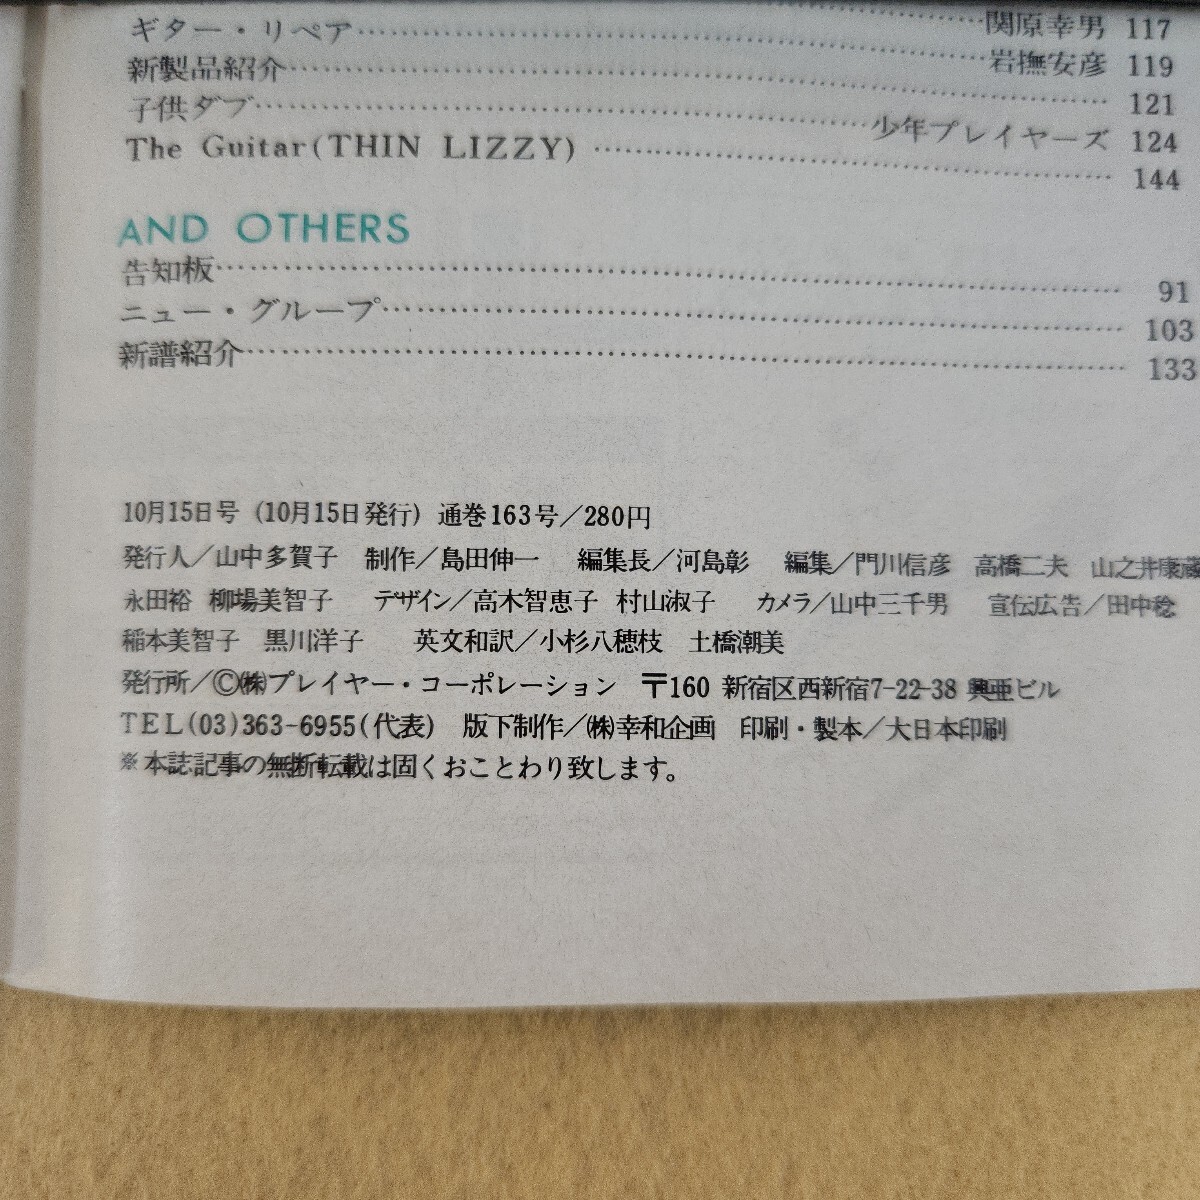 ギター・リペア……………関原幸男 117
新製品紹介……………岩撫安彦 119
子供ダブ…………… 121
少年プレイヤーズ 124
The Guitar(THIN LIZZY) …………… 144
AND OTHERS
告知板…………… 91
ニュー・グループ…………… 103
新譜紹介…………… 133
10月15日号 (10月15日発行) 通巻163号／280円
発行人／山中多賀子 制作／島田伸一 編集長／河島彰 編集／門川信彦 高橋二夫 山之井康蔵
永田裕 柳場美智子 デザイン／高木智恵子 村山淑子 カメラ／山中三千男 宣伝広告／田中稔
稲本美智子 黒川洋子 英文和訳／小杉八穂枝 土橋潮美
発行所／©㈱プレイヤー・コーポレーション 〒160 新宿区西新宿7-22-38 興亜ビル
TEL(03)363-6955(代表) 版下制作／㈱幸和企画 印刷・製本／大日本印刷
※本誌記事の無断転載は固くおことわり致します。